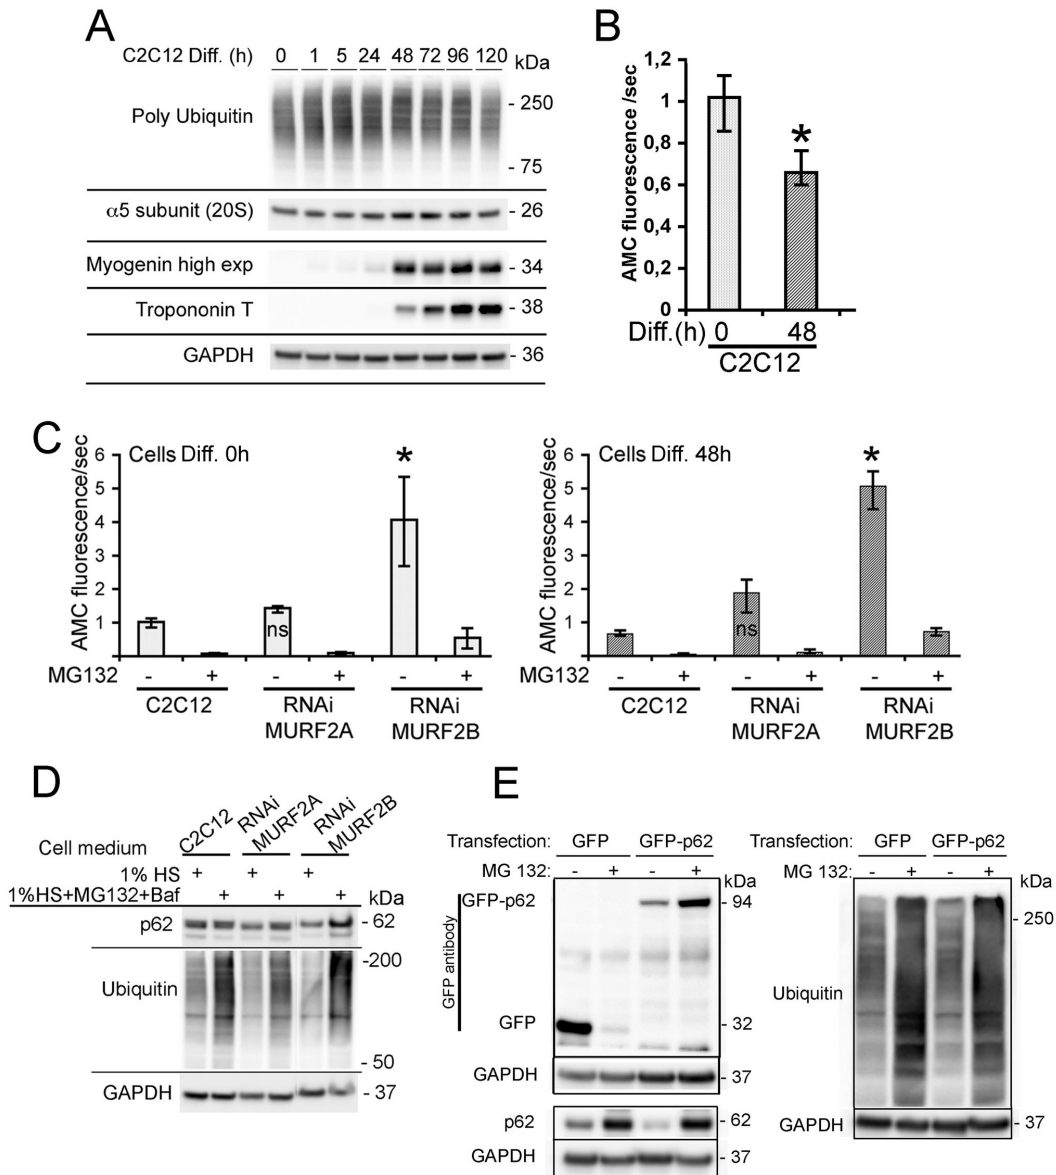 A
C2C12 Diff. (h) 0 1 5 24 48 72 96 120 kDa
Poly Ubiquitin
- 250
- 75
α5 subunit (20S) - 26
Myogenin high exp - 34
Tropononin T - 38
GAPDH - 36
B
AMC fluorescence /sec
1,2
1
0,8
0,6
0,4
0,2
0
*
Diff.(h) 0 48
C2C12
C
AMC fluorescence/sec
Cells Diff. 0h
6
5
4
3
2
1
ns
*
MG132 - + - + - +
C2C12 RNAi MURF2A RNAi MURF2B
AMC fluorescence/sec
Cells Diff. 48h
6
5
4
3
2
1
ns
*
MG132 - + - + - +
C2C12 RNAi MURF2A RNAi MURF2B
D
C2C12 RNAi MURF2A RNAi MURF2B
Cell medium
1% HS + + +
1%HS+MG132+Baf + + + kDa
p62 - 62
Ubiquitin
-200
- 50
GAPDH - 37
E
Transfection: GFP GFP-p62
MG 132: - + - +
kDa
GFP antibody
GFP-p62 - 94
GFP - 32
GAPDH - 37
p62 - 62
GAPDH - 37
Transfection: GFP GFP-p62
MG 132: - + - +
kDa
250
Ubiquitin
GAPDH - 37